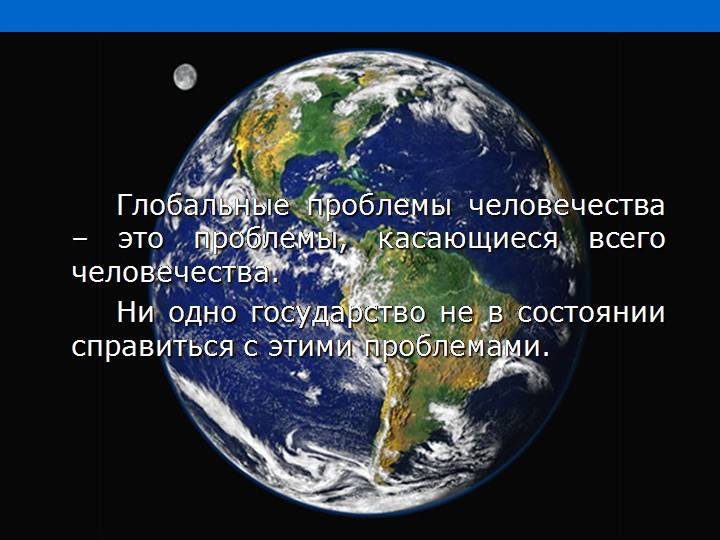 Глобальные проблемы человечества
– это проблемы, касающиеся всего
человечества.
Ни одно государство не в состоянии
справиться с этими проблемами.